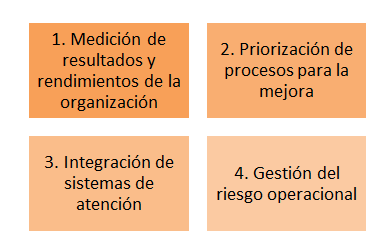 1. Medición de
resultados y
rendimientos de la
organización
2. Priorización de
procesos para la
mejora
3. Integración de
sistemas de
atención
4. Gestión del
riesgo operacional